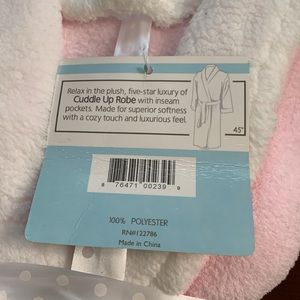 Relax in the plush, five-star luxury of
Cuddle Up Robe with inseam
pockets. Made for superior softness
with a cozy touch and luxurious feel.
45"
8 76471 00239 9
100% POLYESTER
RN#122786
Made in China